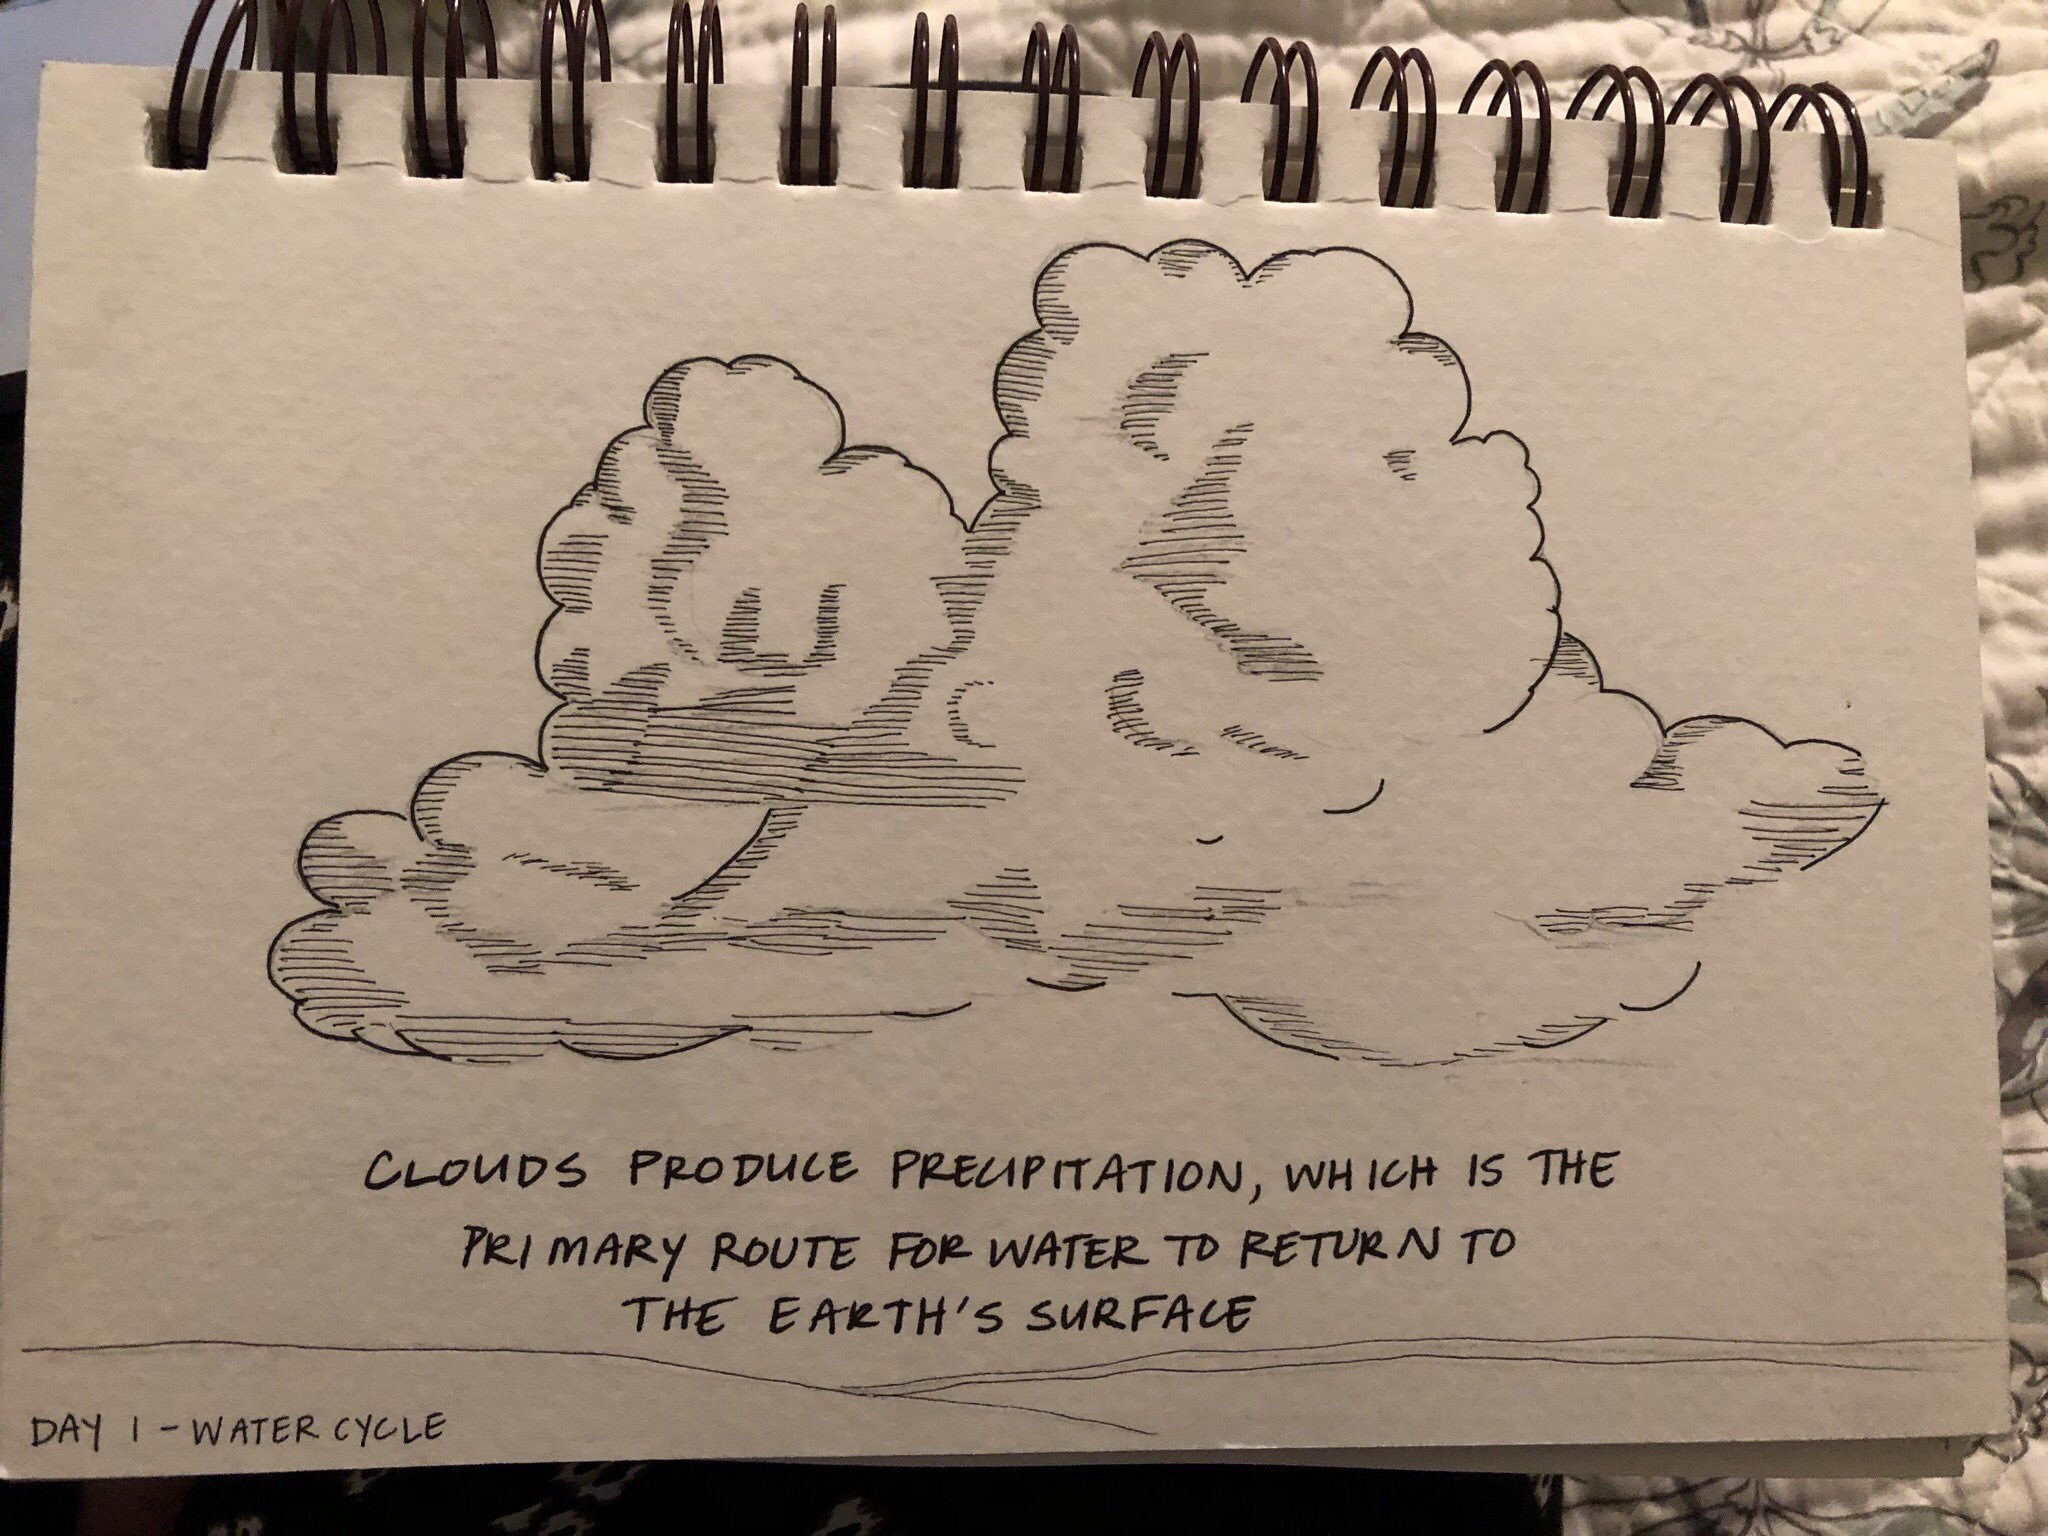 CLOUDS PRODUCE PRECIPITATION, WHICH IS THE
PRIMARY ROUTE FOR WATER TO RETURN TO
THE EARTH'S SURFACE
DAY 1 - WATER CYCLE